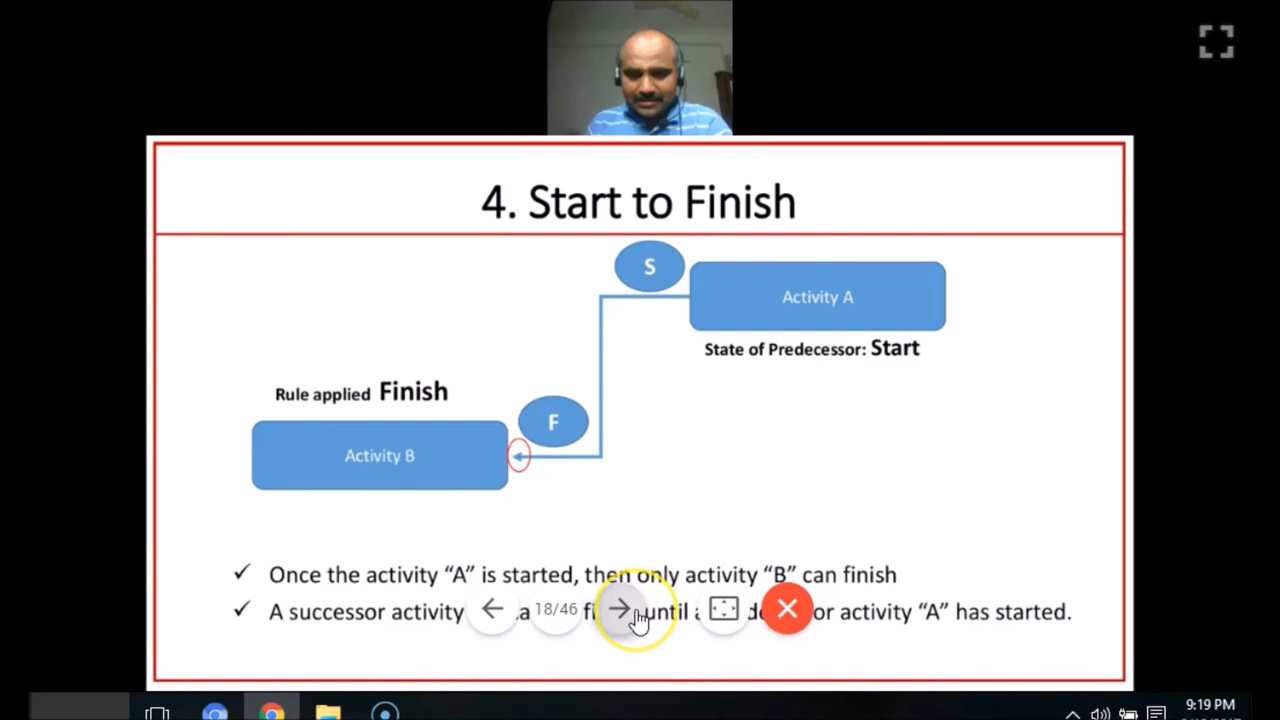 4. Start to Finish
S
Activity A
State of Predecessor: Start
Rule applied Finish
F
Activity B
✓ Once the activity “A” is started, then only activity “B” can finish
✓ A successor activity until activity “A” has started.
18/46
9:19 PM